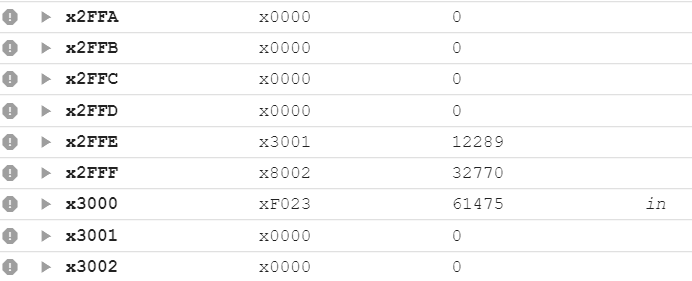 x2FFA x0000 0
x2FFB x0000 0
x2FFC x0000 0
x2FFD x0000 0
x2FFE x3001 12289
x2FFF x8002 32770
x3000 xF023 61475 in
x3001 x0000 0
x3002 x0000 0